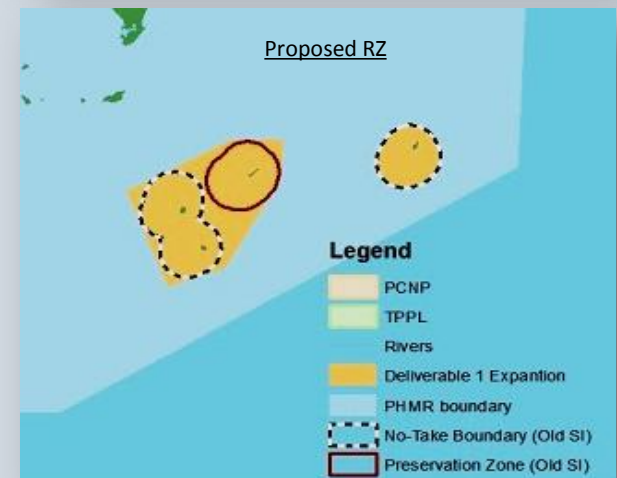 Proposed RZ
Legend
PCNP
TPPL
Rivers
Deliverable 1 Expantion
PHMR boundary
No-Take Boundary (Old SI)
Preservation Zone (Old SI)